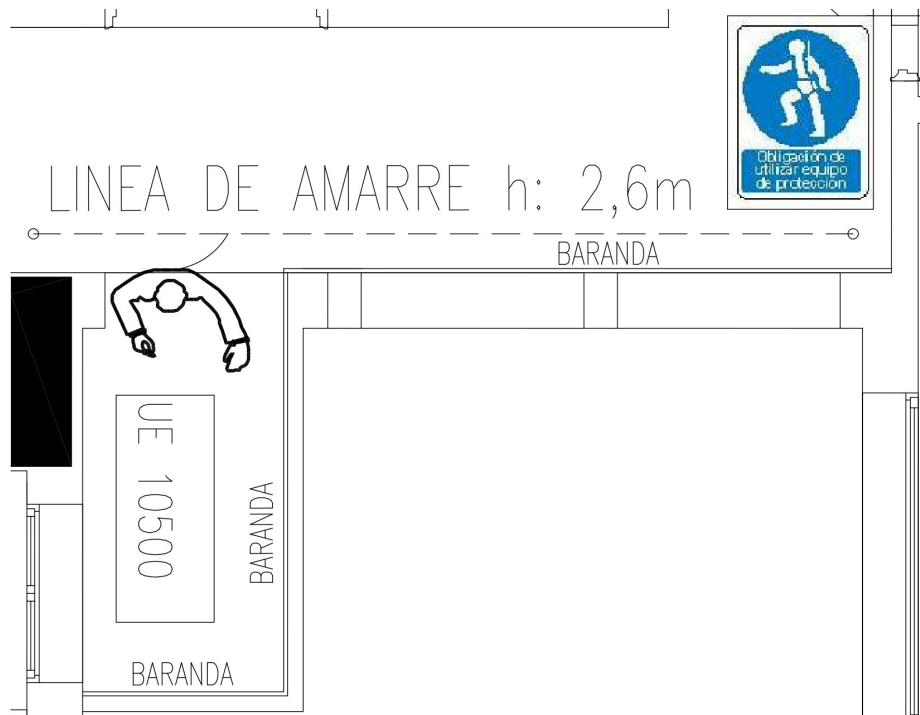 Obligación de
utilizar equipo
de protección
LINEA DE AMARRE h: 2,6m
BARANDA
UE 10500
BARANDA
BARANDA